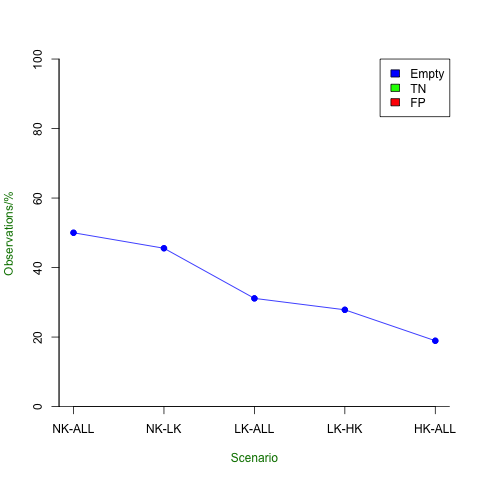 Empty
TN
FP
Observations/%
100
80
60
40
20
0
NK-ALL NK-LK LK-ALL LK-HK HK-ALL
Scenario